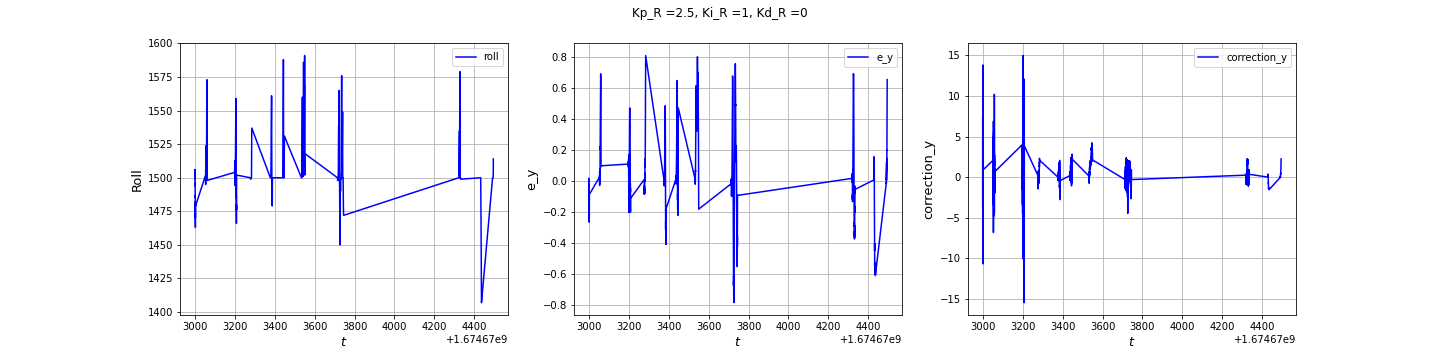 Kp_R =2.5, Ki_R =1, Kd_R =0
1600
1575
1550
1525
1500
1475
1450
1425
1400
Roll
roll
3000 3200 3400 3600 3800 4000 4200 4400
+1.67467e9
t
0.8
0.6
0.4
0.2
0.0
−0.2
−0.4
−0.6
−0.8
e_y
e_y
3000 3200 3400 3600 3800 4000 4200 4400
+1.67467e9
t
15
10
5
0
−5
−10
−15
correction_y
correction_y
3000 3200 3400 3600 3800 4000 4200 4400
+1.67467e9
t